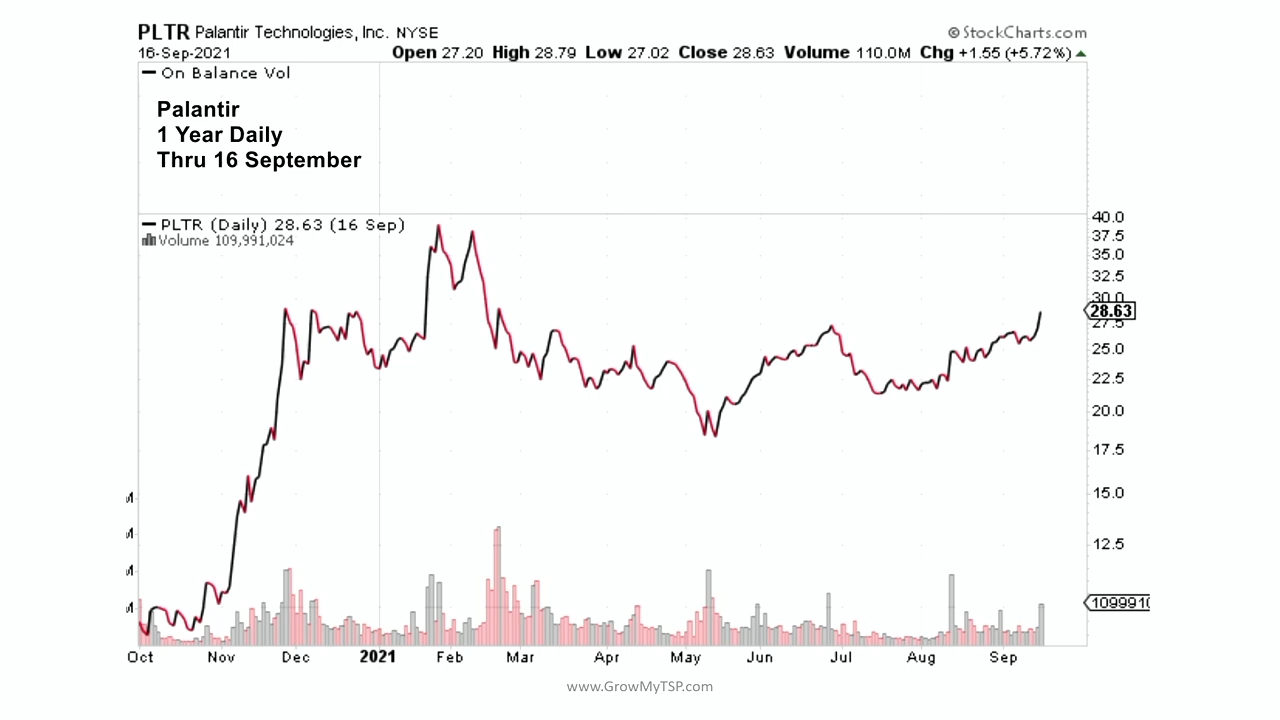 PLTR Palantir Technologies, Inc. NYSE © StockCharts.com
16-Sep-2021 Open 27.20 High 28.79 Low 27.02 Close 28.63 Volume 110.0M Chg +1.55 (+5.72%)
On Balance Vol
Palantir
1 Year Daily
Thru 16 September
PLTR (Daily) 28.63 (16 Sep)
Volume 109,991,024
40.0
37.5
35.0
32.5
30.0
28.63
27.5
25.0
22.5
20.0
17.5
15.0
12.5
M
M
M
M
Oct Nov Dec 2021 Feb Mar Apr May Jun Jul Aug Sep
www.GrowMyTSP.com